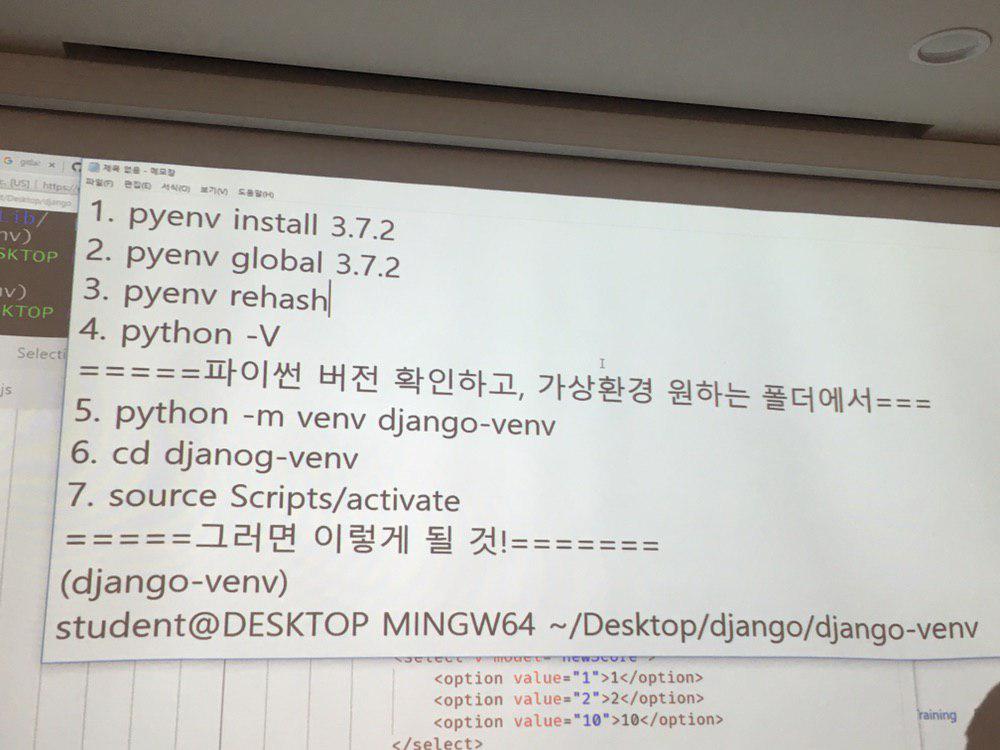 제목 없음 - 메모장
파일(F) 편집(E) 서식(O) 보기(V) 도움말(H)
1. pyenv install 3.7.2
2. pyenv global 3.7.2
3. pyenv rehash
4. python -V
=====파이썬 버전 확인하고, 가상환경 원하는 폴더에서===
5. python -m venv django-venv
6. cd djanog-venv
7. source Scripts/activate
=====그러면 이렇게 될 것!=======
(django-venv)
student@DESKTOP MINGW64 ~/Desktop/django/django-venv
[US] https:/
/Desktop/django
Lib/
nv)
SKTOP
nv)
KTOP
Selecti
js
<option value="1">1</option>
<option value="2">2</option>
<option value="10">10</option>
</select>
raining